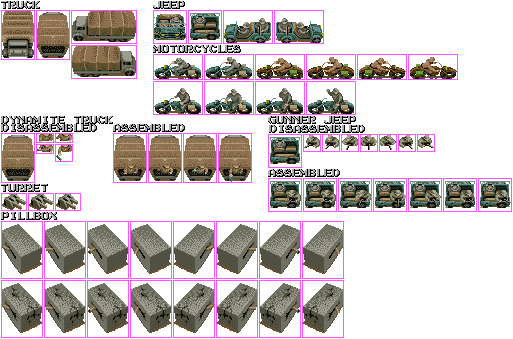 TRUCK
JEEP
MOTORCYCLES
DYNAMITE TRUCK
DISASSEMBLED
ASSEMBLED
GUNNER JEEP
DISASSEMBLED
ASSEMBLED
TURRET
PILLBOX